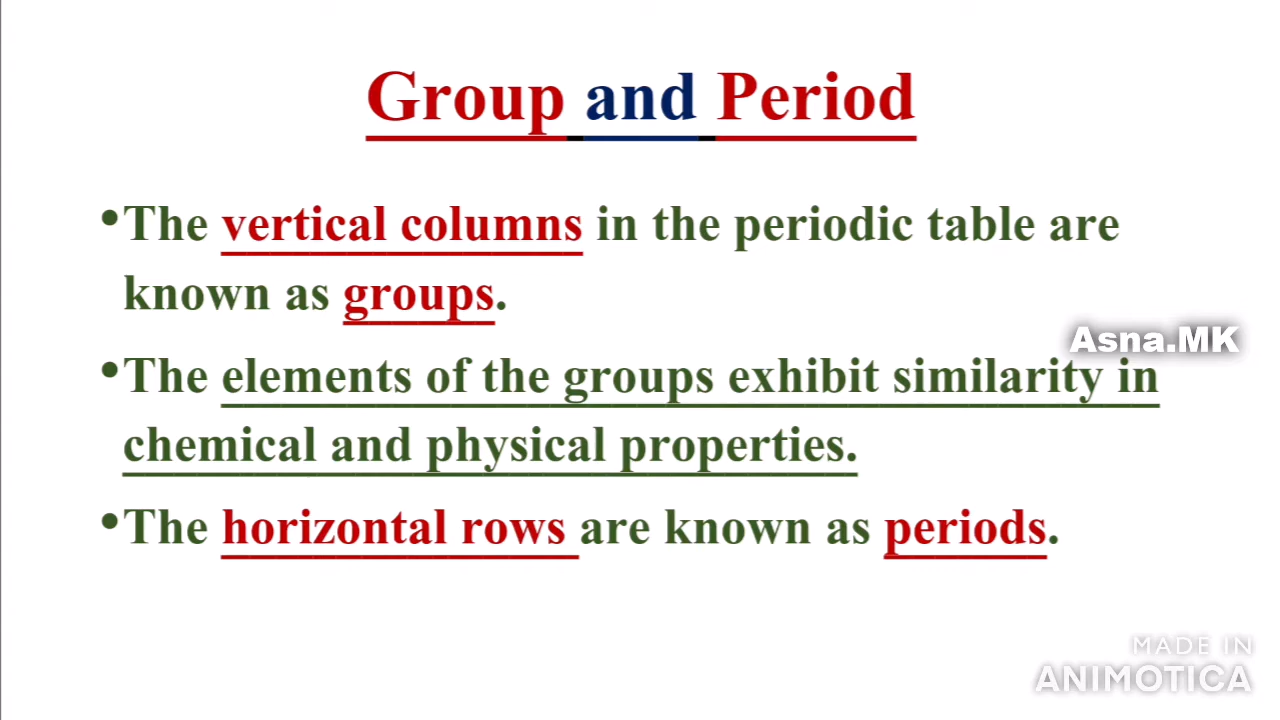 Group and Period
•The vertical columns in the periodic table are
known as groups.
Asna.MK
•The elements of the groups exhibit similarity in
chemical and physical properties.
•The horizontal rows are known as periods.
MADE IN
ANIMOTICA